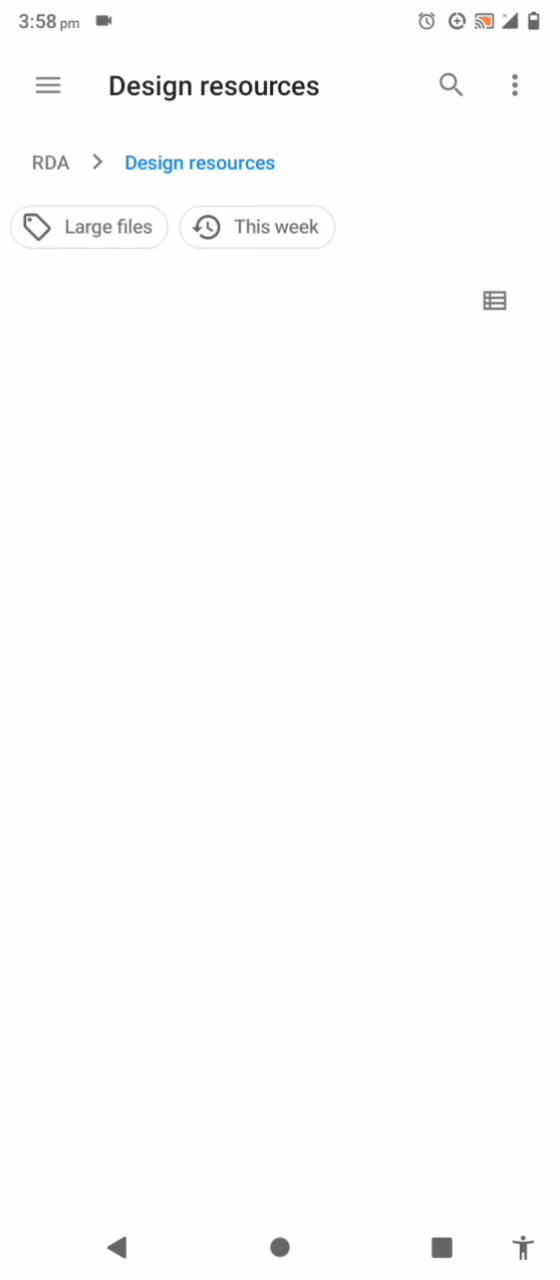 3:58 pm
Design resources
RDA > Design resources
Large files
This week